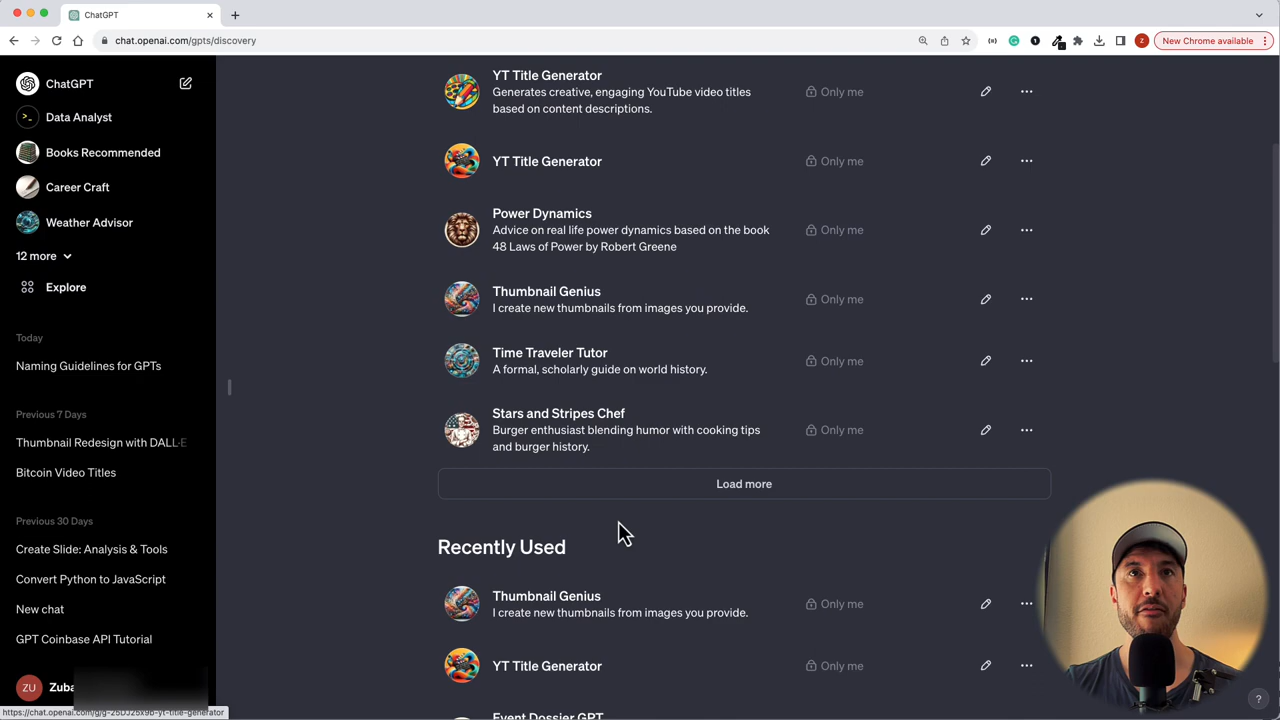 ChatGPT
chat.openai.com/gpts/discovery
New Chrome available
ChatGPT
Data Analyst
Books Recommended
Career Craft
Weather Advisor
12 more
Explore
Today
Naming Guidelines for GPTs
Previous 7 Days
Thumbnail Redesign with DALL-E
Bitcoin Video Titles
Previous 30 Days
Create Slide: Analysis & Tools
Convert Python to JavaScript
New chat
GPT Coinbase API Tutorial
ZU Zuba
YT Title Generator
Generates creative, engaging YouTube video titles
based on content descriptions.
Only me
YT Title Generator
Only me
Power Dynamics
Advice on real life power dynamics based on the book
48 Laws of Power by Robert Greene
Only me
Thumbnail Genius
I create new thumbnails from images you provide.
Only me
Time Traveler Tutor
A formal, scholarly guide on world history.
Only me
Stars and Stripes Chef
Burger enthusiast blending humor with cooking tips
and burger history.
Only me
Load more
Recently Used
Thumbnail Genius
I create new thumbnails from images you provide.
Only me
YT Title Generator
Only me
Event Dossier GPT